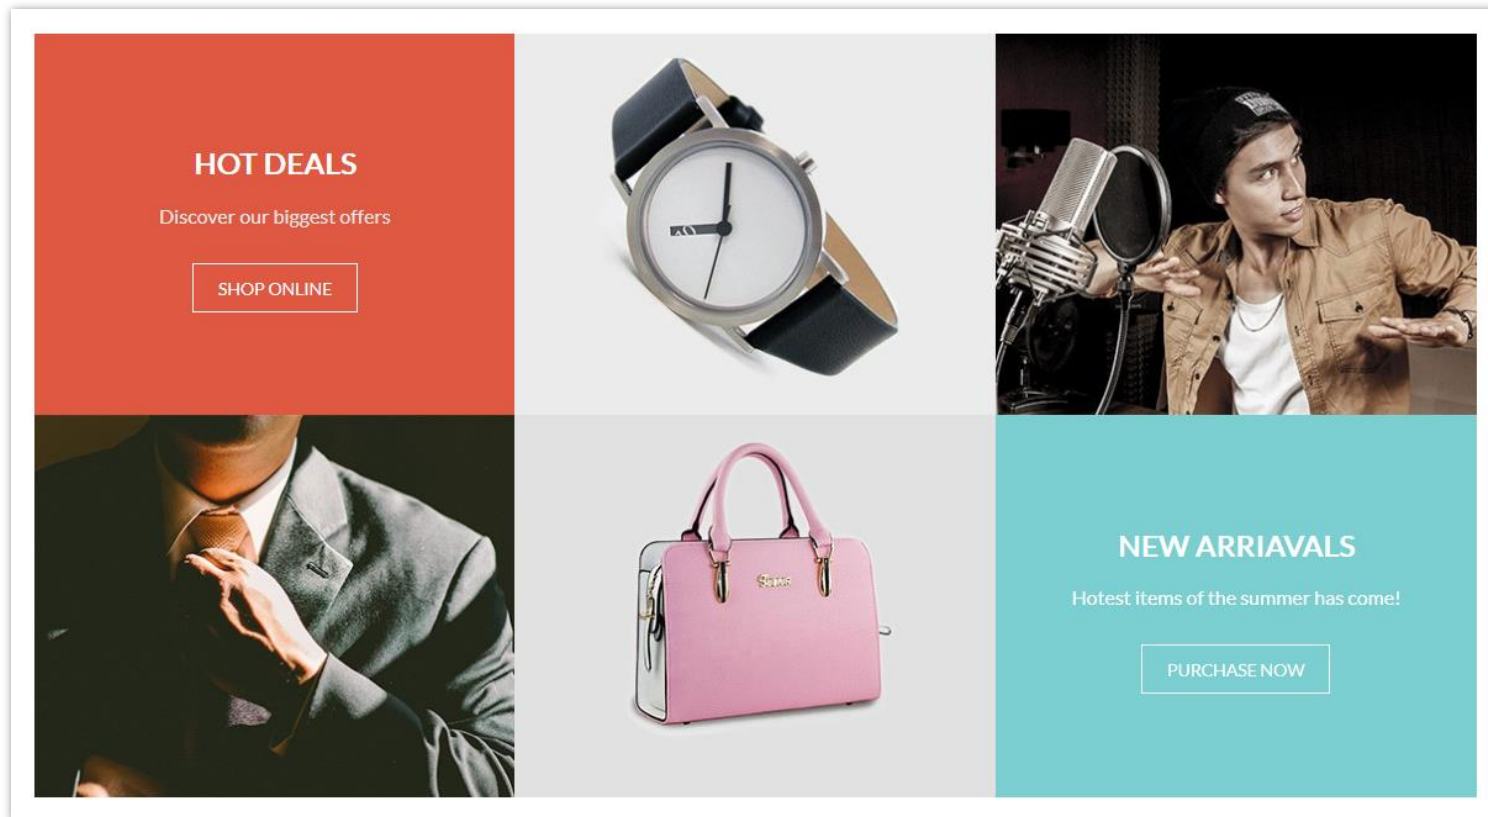 HOT DEALS
Discover our biggest offers
SHOP ONLINE
NEW ARRIAVALS
Hotest items of the summer has come!
PURCHASE NOW